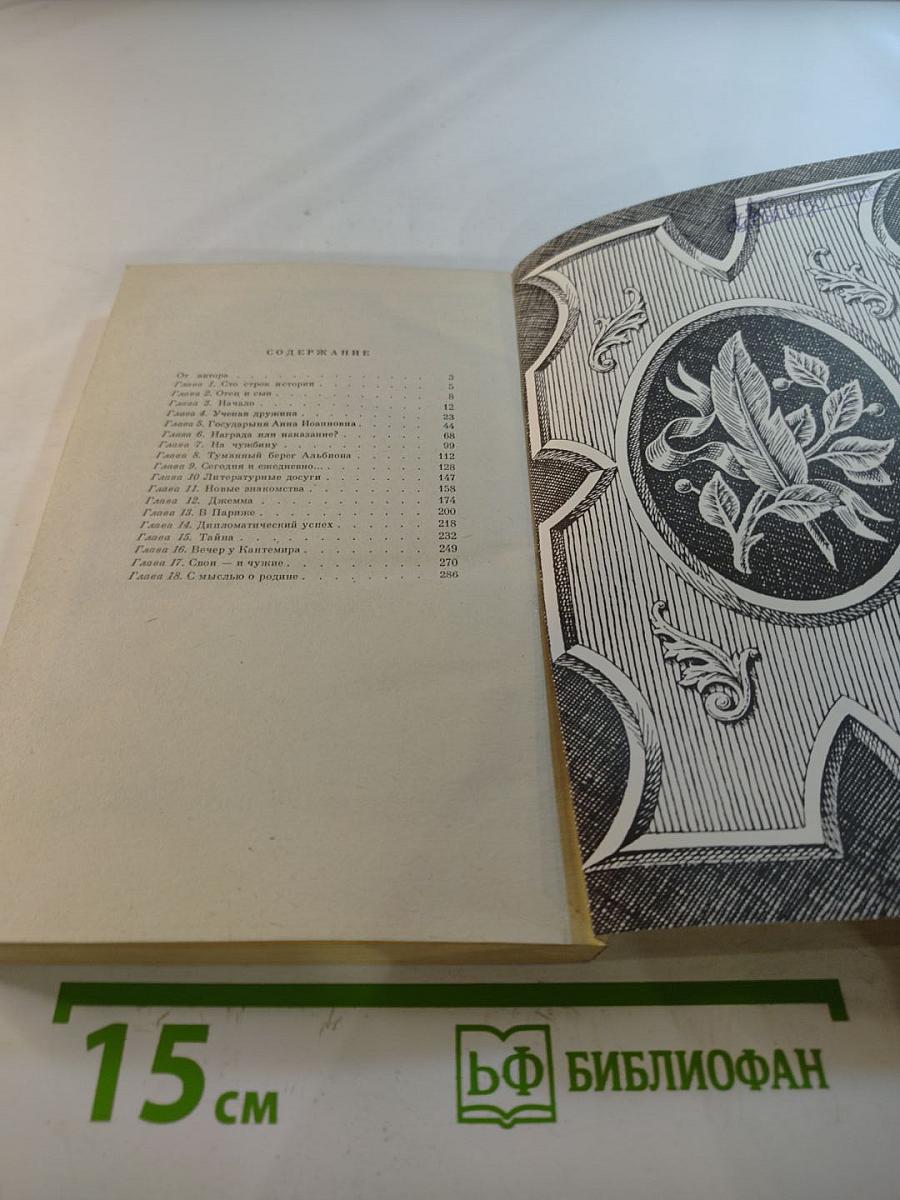 СОДЕРЖАНИЕ
От автора . . . . . . . . . . . . . . 3
Глава 1. Сто строк истории . . . . . . . . 5
Глава 2. Отец и сын . . . . . . . . . . . 8
Глава 3. Начало . . . . . . . . . . . . 12
Глава 4. Ученая дружина . . . . . . . . . 23
Глава 5. Государыня Анна Иоанновна . . . . . 44
Глава 6. Награда или наказание? . . . . . . . 68
Глава 7. На чужбину . . . . . . . . . . . 99
Глава 8. Туманный берег Альбиона . . . . . . 112
Глава 9. Сегодня и ежедневно... . . . . . . . 128
Глава 10 Литературные досуги . . . . . . . . 147
Глава 11. Новые знакомства . . . . . . . . . 158
Глава 12. Джемма . . . . . . . . . . . . 174
Глава 13. В Париже . . . . . . . . . . . 200
Глава 14. Дипломатический успех . . . . . . . 218
Глава 15. Тайна . . . . . . . . . . . . 232
Глава 16. Вечер у Кантемира . . . . . . . . 249
Глава 17. Свои — и чужие . . . . . . . . . 270
Глава 18. С мыслью о родине . . . . . . . . 286
15 см
ЬФ БИБЛИОФАН